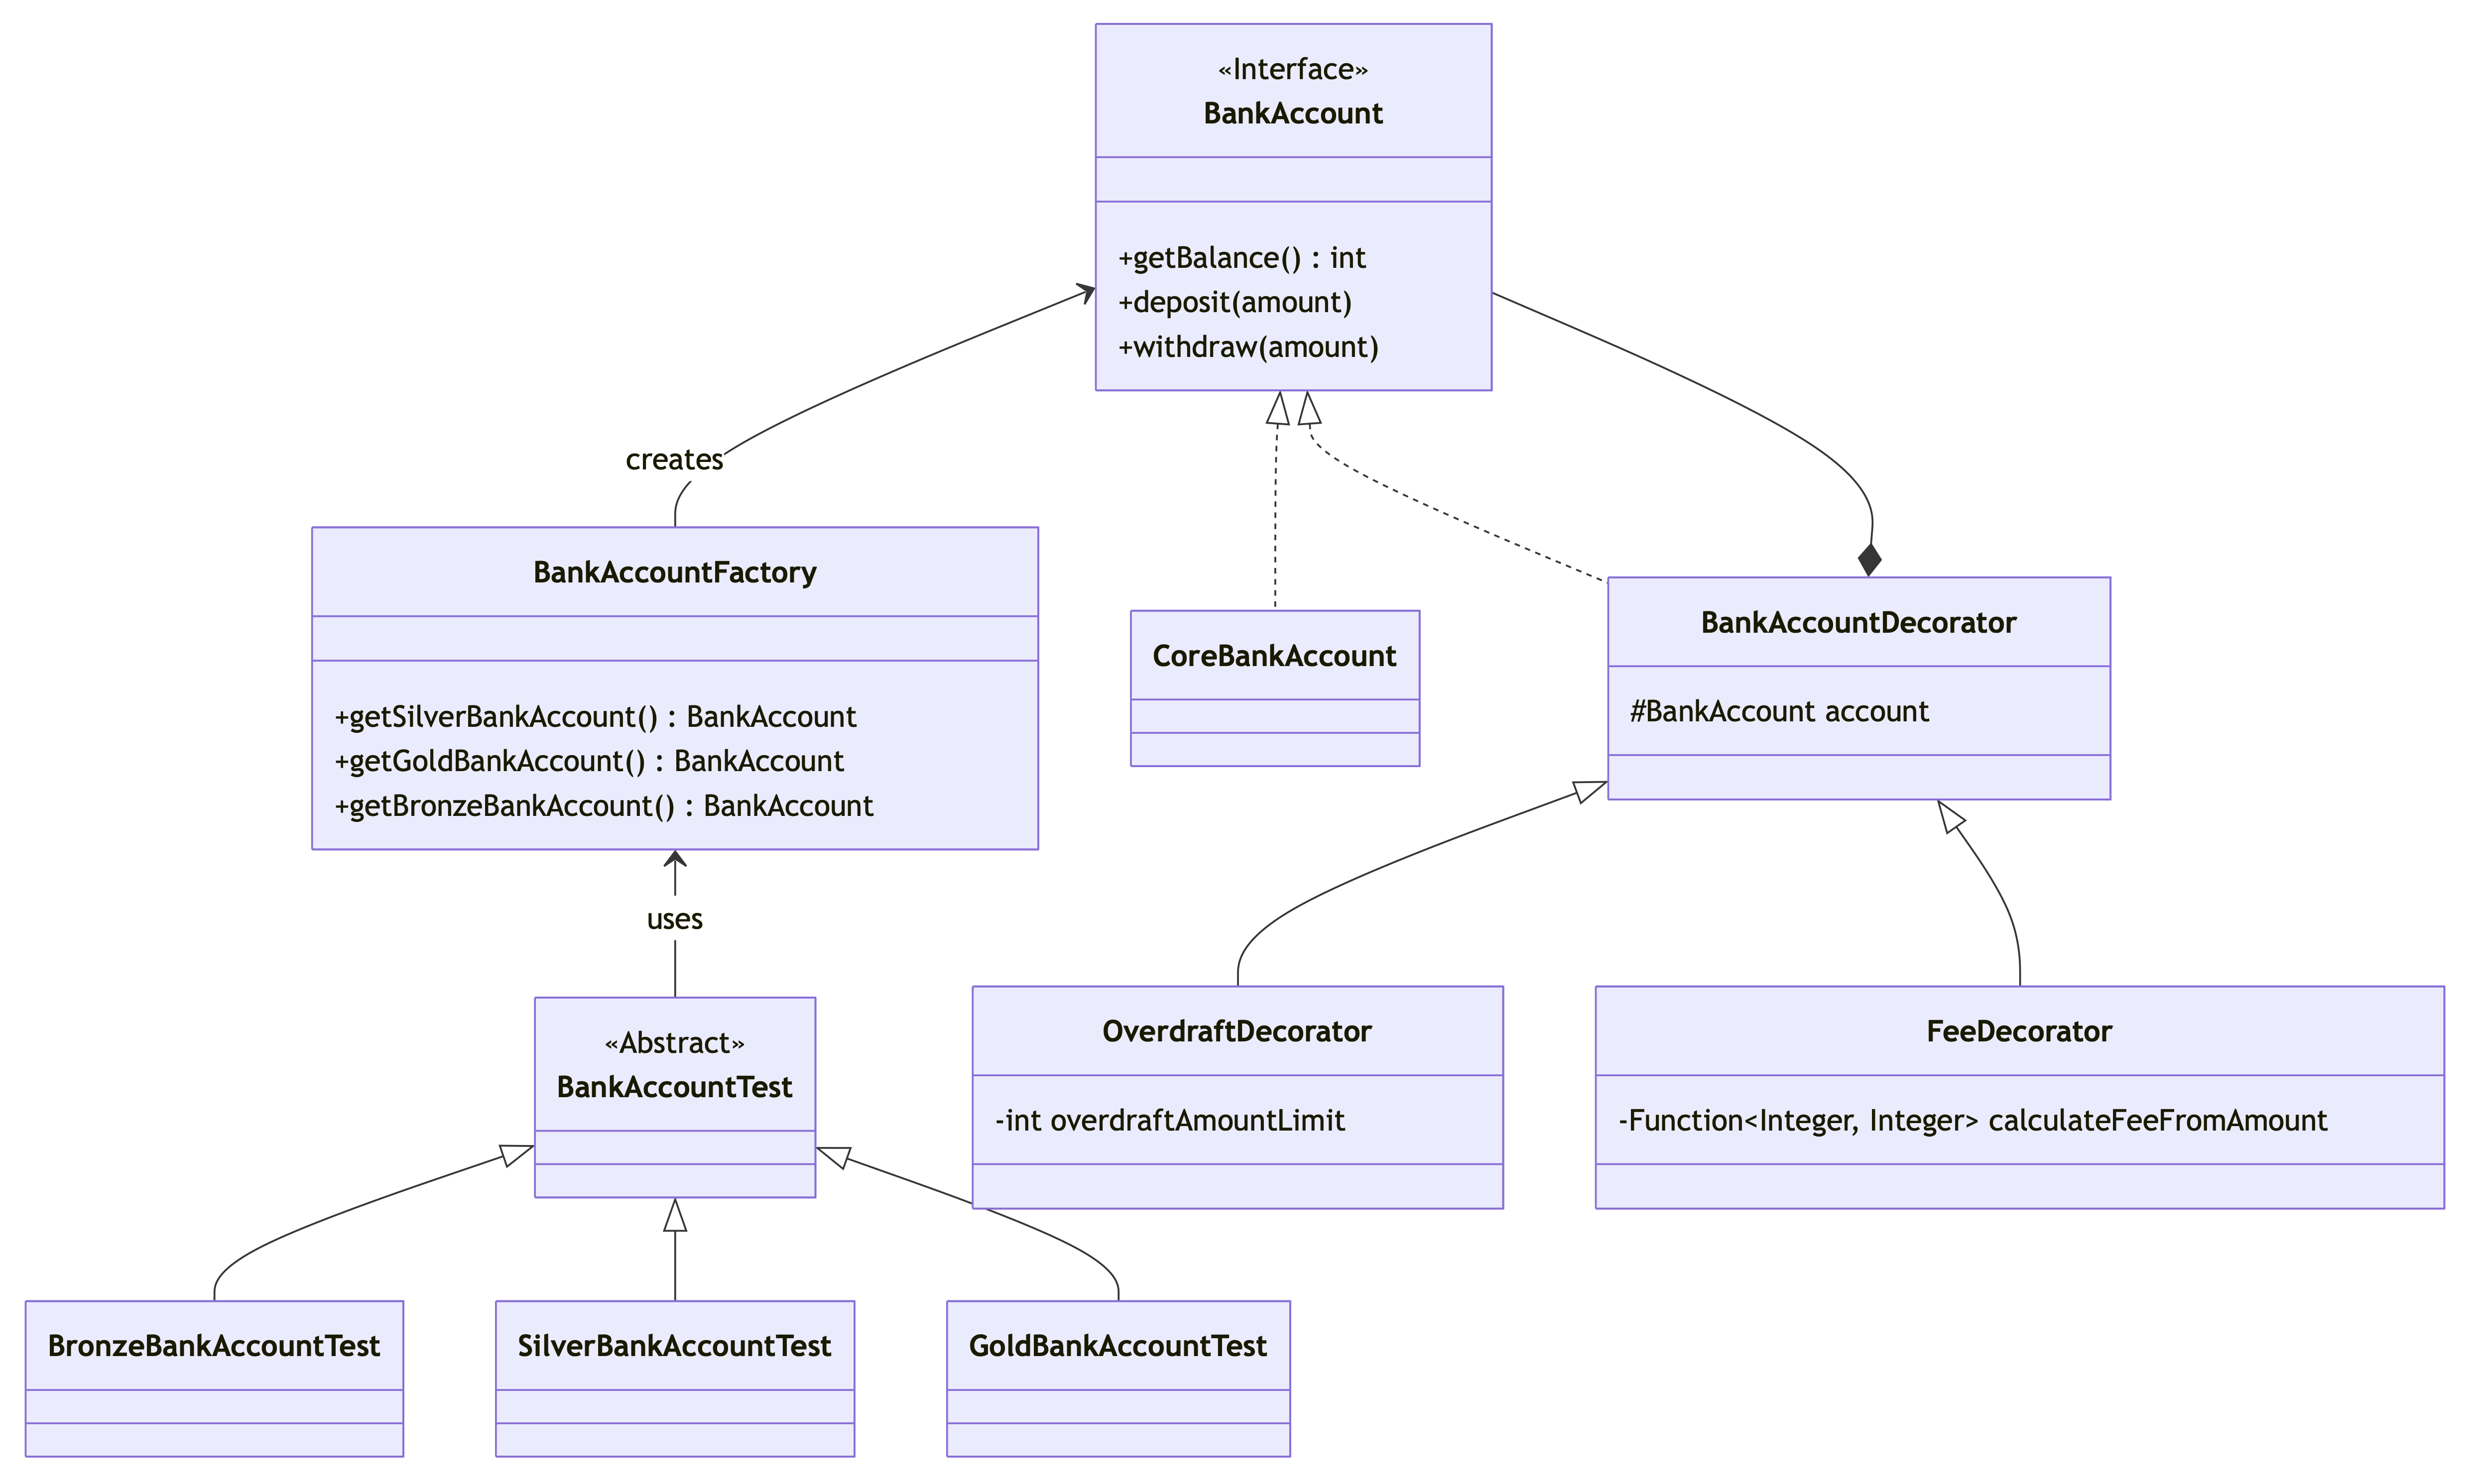 «Interface»
BankAccount
+getBalance() : int
+deposit(amount)
+withdraw(amount)
creates
BankAccountFactory
+getSilverBankAccount() : BankAccount
+getGoldBankAccount() : BankAccount
+getBronzeBankAccount() : BankAccount
CoreBankAccount
BankAccountDecorator
#BankAccount account
uses
«Abstract»
BankAccountTest
OverdraftDecorator
-int overdraftAmountLimit
FeeDecorator
-Function<Integer, Integer> calculateFeeFromAmount
BronzeBankAccountTest
SilverBankAccountTest
GoldBankAccountTest